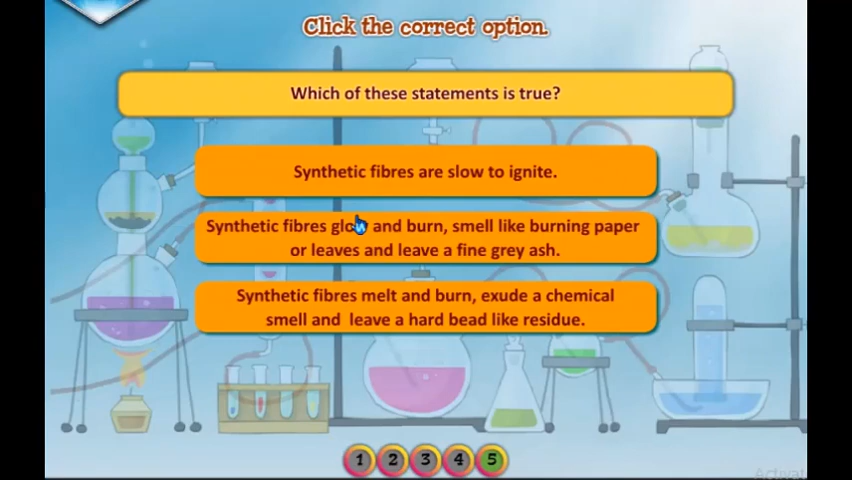 Click the correct option.
Which of these statements is true?
Synthetic fibres are slow to ignite.
Synthetic fibres glow and burn, smell like burning paper
or leaves and leave a fine grey ash.
Synthetic fibres melt and burn, exude a chemical
smell and leave a hard bead like residue.
1 2 3 4 5